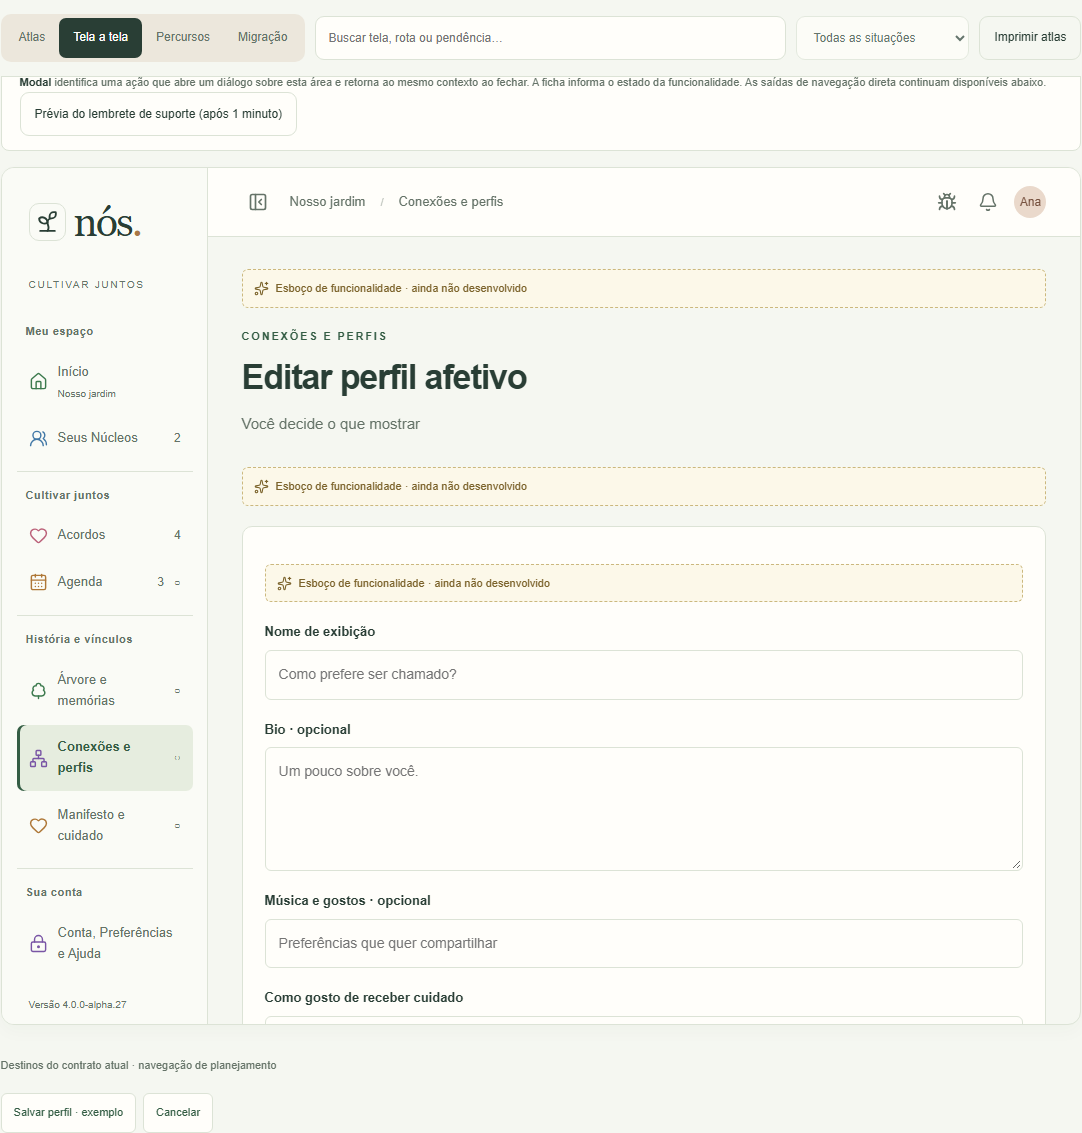 Atlas
Tela a tela
Percursos
Migração
Buscar tela, rota ou pendência...
Todas as situações
Imprimir atlas
Modal identifica uma ação que abre um diálogo sobre esta área e retorna ao mesmo contexto ao fechar. A ficha informa o estado da funcionalidade. As saídas de navegação direta continuam disponíveis abaixo.
Prévia do lembrete de suporte (após 1 minuto)
nós.
CULTIVAR JUNTOS
Meu espaço
Início
Nosso jardim
Seus Núcleos 2
Cultivar juntos
Acordos 4
Agenda 3
História e vínculos
Árvore e
memórias
Conexões e
perfis
Manifesto e
cuidado
Sua conta
Conta, Preferências
e Ajuda
Versão 4.0.0-alpha.27
Nosso jardim / Conexões e perfis
Ana
Esboço de funcionalidade · ainda não desenvolvido
CONEXÕES E PERFIS
Editar perfil afetivo
Você decide o que mostrar
Esboço de funcionalidade · ainda não desenvolvido
Esboço de funcionalidade · ainda não desenvolvido
Nome de exibição
Como prefere ser chamado?
Bio · opcional
Um pouco sobre você.
Música e gostos · opcional
Preferências que quer compartilhar
Como gosto de receber cuidado
Destinos do contrato atual · navegação de planejamento
Salvar perfil · exemplo
Cancelar